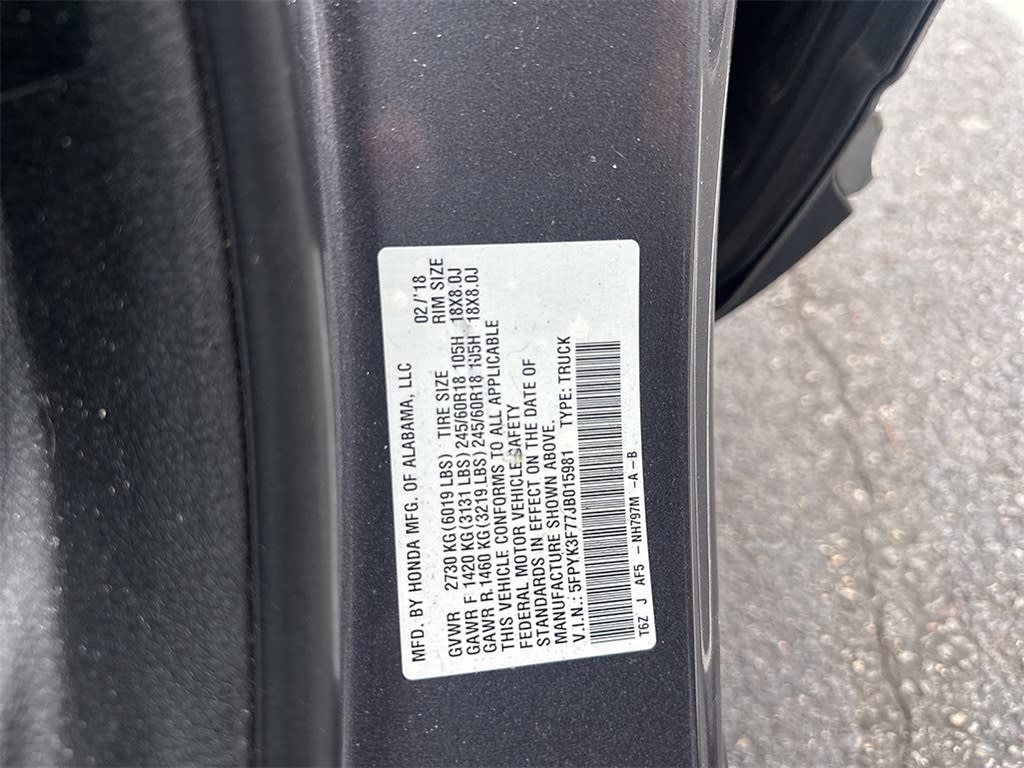 MFD. BY HONDA MFG. OF ALABAMA, LLC 02/'18
GVWR 2730 KG (6019 LBS) TIRE SIZE RIM SIZE
GAWR F: 1420 KG (3131 LBS) 245/60R18 105H 18X8.0J
GAWR R: 1460 KG (3219 LBS) 245/60R18 105H 18X8.0J
THIS VEHICLE CONFORMS TO ALL APPLICABLE
FEDERAL MOTOR VEHICLE SAFETY
STANDARDS IN EFFECT ON THE DATE OF
MANUFACTURE SHOWN ABOVE.
V.I.N.: 5FPYK3F77JB015981 TYPE: TRUCK
T6Z J AF5 -NH797M -A-B